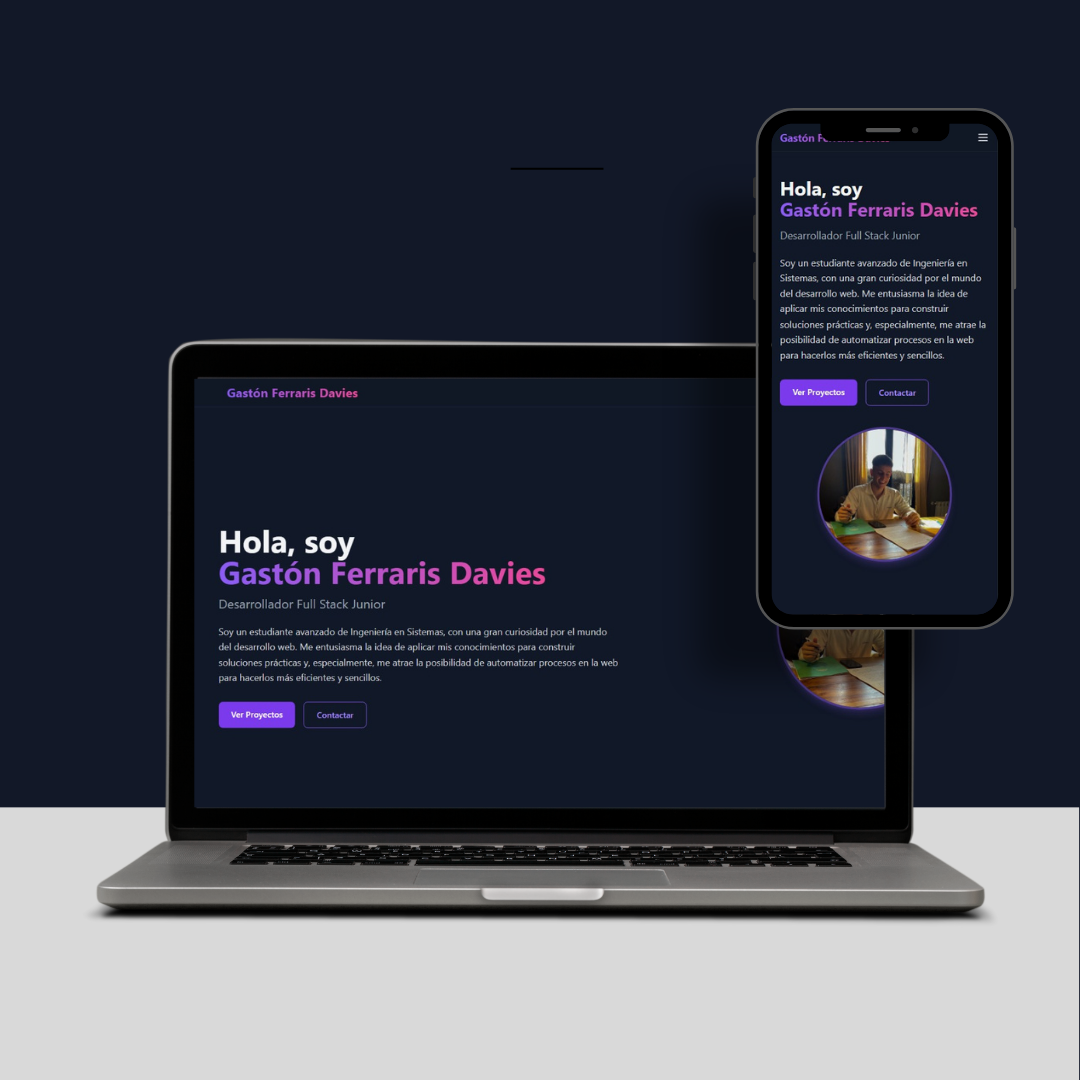 Gastón F
Hola, soy
Gastón Ferraris Davies
Desarrollador Full Stack Junior
Soy un estudiante avanzado de Ingeniería en
Sistemas, con una gran curiosidad por el mundo
del desarrollo web. Me entusiasma la idea de
aplicar mis conocimientos para construir
soluciones prácticas y, especialmente, me atrae la
posibilidad de automatizar procesos en la web
para hacerlos más eficientes y sencillos.
Ver Proyectos Contactar
Gastón Ferraris Davies
Hola, soy
Gastón Ferraris Davies
Desarrollador Full Stack Junior
Soy un estudiante avanzado de Ingeniería en Sistemas, con una gran curiosidad por el mundo
del desarrollo web. Me entusiasma la idea de aplicar mis conocimientos para construir
soluciones prácticas y, especialmente, me atrae la posibilidad de automatizar procesos en la web
para hacerlos más eficientes y sencillos.
Ver Proyectos Contactar